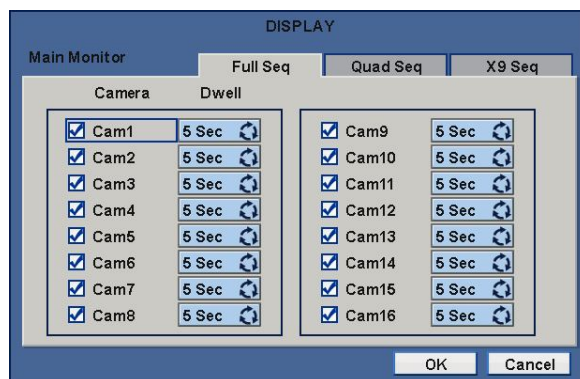 DISPLAY
Main Monitor
Full Seq
Quad Seq
X9 Seq
Camera Dwell
Cam1 5 Sec
Cam2 5 Sec
Cam3 5 Sec
Cam4 5 Sec
Cam5 5 Sec
Cam6 5 Sec
Cam7 5 Sec
Cam8 5 Sec
Cam9 5 Sec
Cam10 5 Sec
Cam11 5 Sec
Cam12 5 Sec
Cam13 5 Sec
Cam14 5 Sec
Cam15 5 Sec
Cam16 5 Sec
OK
Cancel